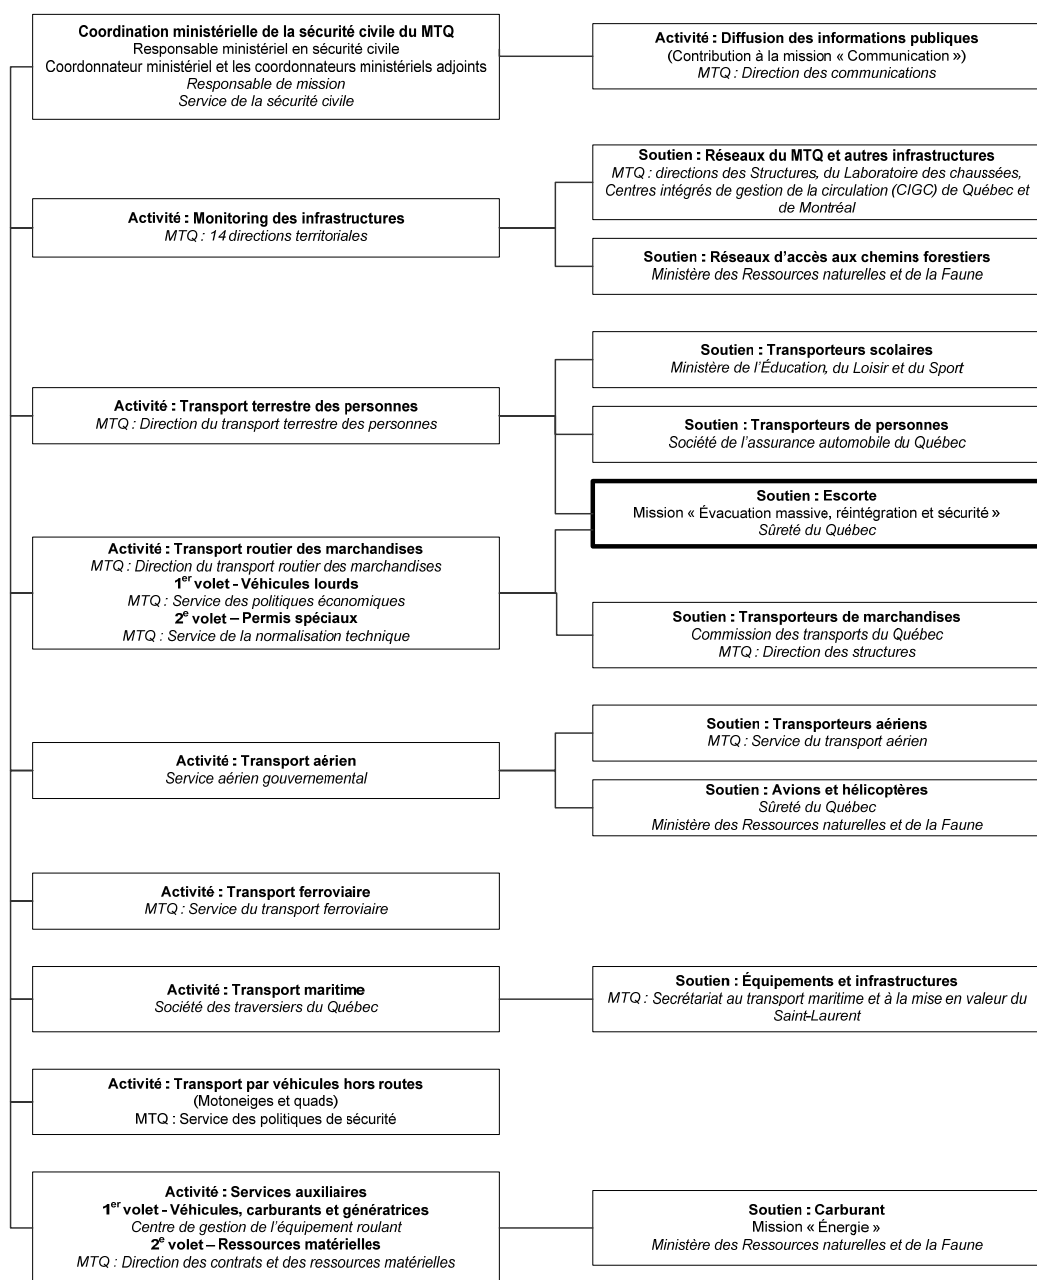 Coordination ministérielle de la sécurité civile du MTQ
Responsable ministériel en sécurité civile
Coordonnateur ministériel et les coordonnateurs ministériels adjoints
Responsable de mission
Service de la sécurité civile
Activité : Diffusion des informations publiques
(Contribution à la mission « Communication »)
MTQ : Direction des communications
Activité : Monitoring des infrastructures
MTQ : 14 directions territoriales
Soutien : Réseaux du MTQ et autres infrastructures
MTQ : directions des Structures, du Laboratoire des chaussées,
Centres intégrés de gestion de la circulation (CIGC) de Québec et
de Montréal
Soutien : Réseaux d'accès aux chemins forestiers
Ministère des Ressources naturelles et de la Faune
Activité : Transport terrestre des personnes
MTQ : Direction du transport terrestre des personnes
Soutien : Transporteurs scolaires
Ministère de l'Éducation, du Loisir et du Sport
Soutien : Transporteurs de personnes
Société de l'assurance automobile du Québec
Soutien : Escorte
Mission « Évacuation massive, réintégration et sécurité »
Sûreté du Québec
Activité : Transport routier des marchandises
MTQ : Direction du transport routier des marchandises
1er volet - Véhicules lourds
MTQ : Service des politiques économiques
2e volet – Permis spéciaux
MTQ : Service de la normalisation technique
Soutien : Transporteurs de marchandises
Commission des transports du Québec
MTQ : Direction des structures
Activité : Transport aérien
Service aérien gouvernemental
Soutien : Transporteurs aériens
MTQ : Service du transport aérien
Soutien : Avions et hélicoptères
Sûreté du Québec
Ministère des Ressources naturelles et de la Faune
Activité : Transport ferroviaire
MTQ : Service du transport ferroviaire
Activité : Transport maritime
Société des traversiers du Québec
Soutien : Équipements et infrastructures
MTQ : Secrétariat au transport maritime et à la mise en valeur du
Saint-Laurent
Activité : Transport par véhicules hors routes
(Motoneiges et quads)
MTQ : Service des politiques de sécurité
Activité : Services auxiliaires
1er volet - Véhicules, carburants et génératrices
Centre de gestion de l'équipement roulant
2e volet – Ressources matérielles
MTQ : Direction des contrats et des ressources matérielles
Soutien : Carburant
Mission « Énergie »
Ministère des Ressources naturelles et de la Faune